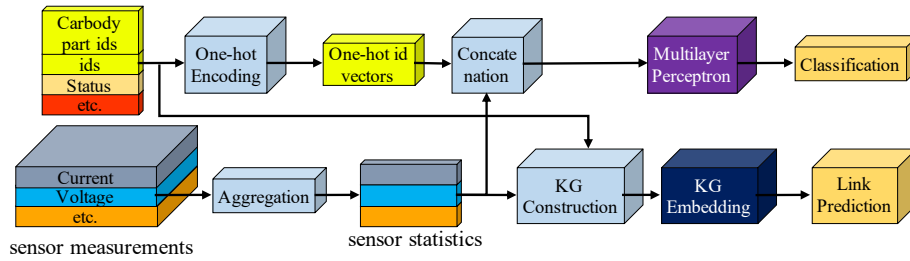 Carbody
part ids
ids
Status
etc.
One-hot
Encoding
One-hot id
vectors
Concate
nation
Multilayer
Perceptron
Classification
Current
Voltage
etc.
sensor measurements
Aggregation
sensor statistics
KG
Construction
KG
Embedding
Link
Prediction